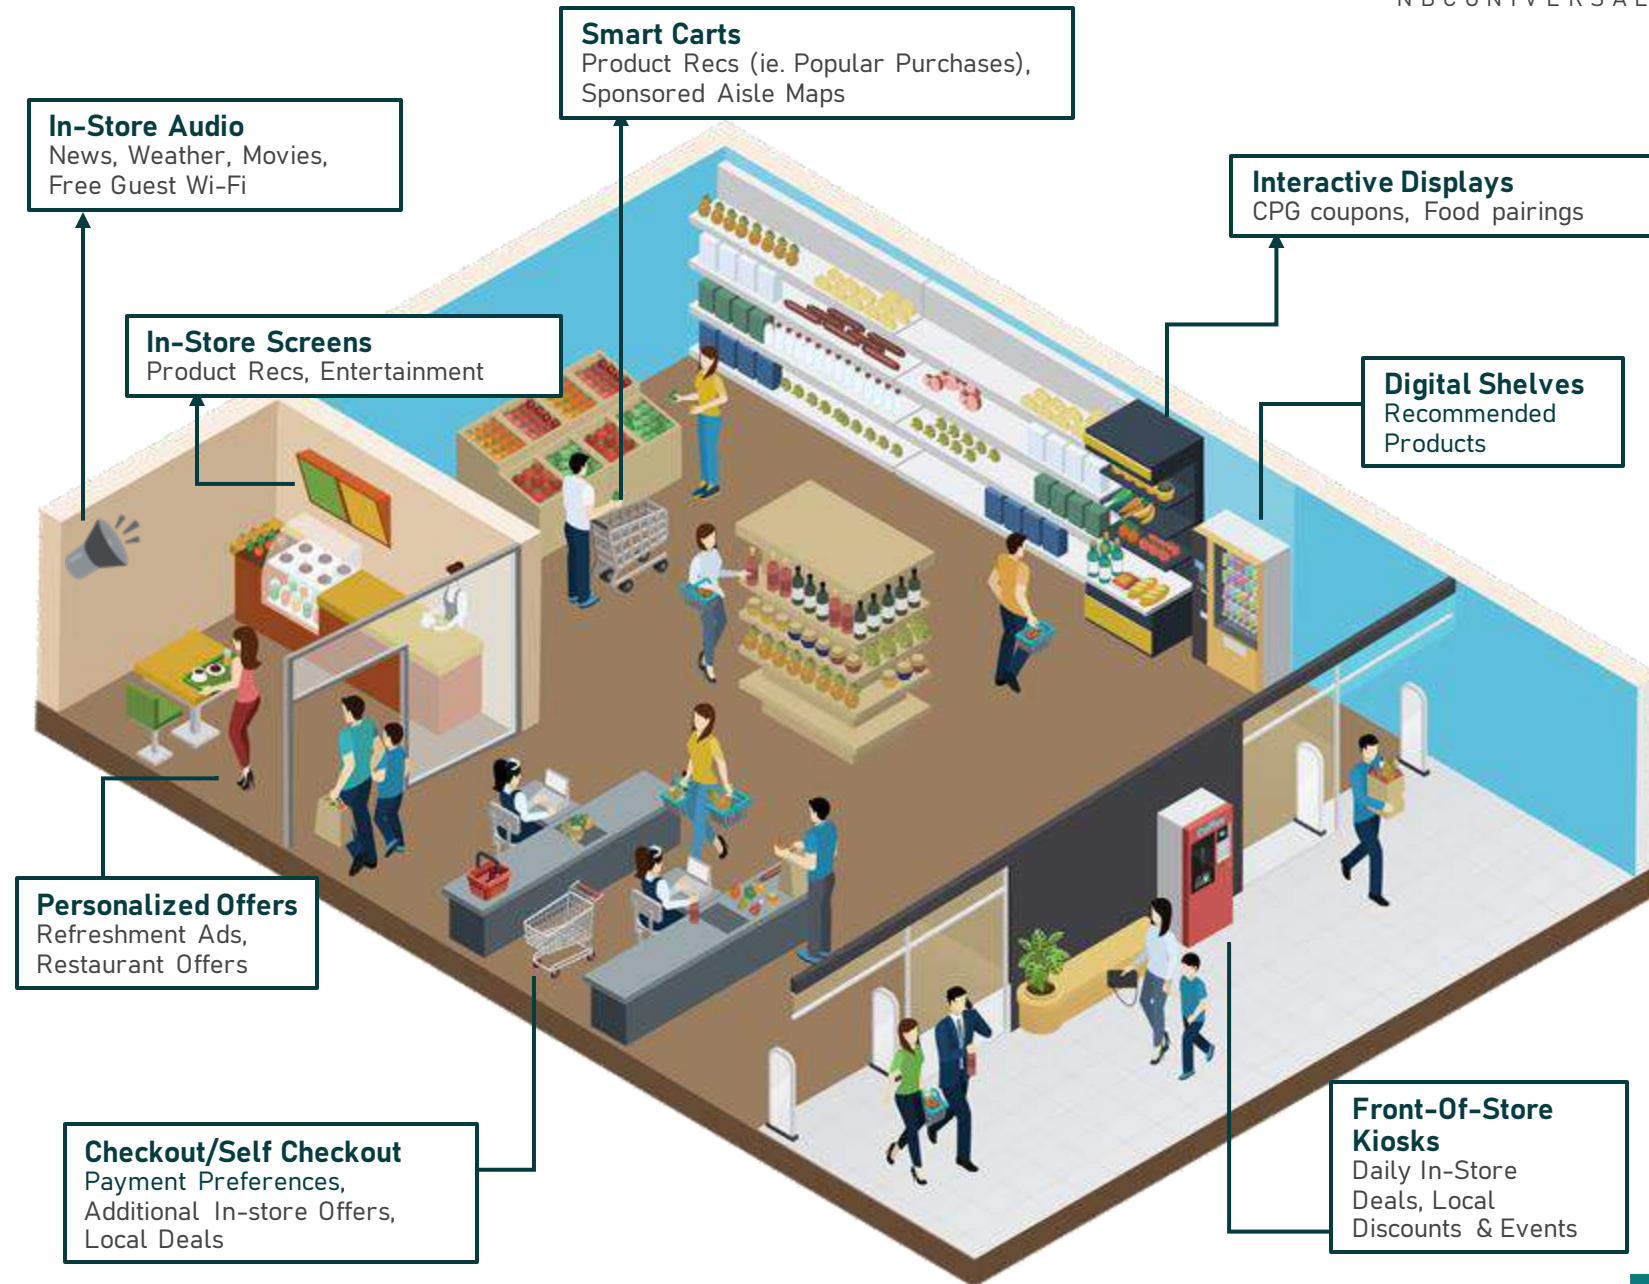 NBCUNIVERSAL
Smart Carts
Product Recs (ie. Popular Purchases),
Sponsored Aisle Maps
In-Store Audio
News, Weather, Movies,
Free Guest Wi-Fi
Interactive Displays
CPG coupons, Food pairings
In-Store Screens
Product Recs, Entertainment
Digital Shelves
Recommended
Products
Personalized Offers
Refreshment Ads,
Restaurant Offers
Checkout/Self Checkout
Payment Preferences,
Additional In-store Offers,
Local Deals
Front-Of-Store
Kiosks
Daily In-Store
Deals, Local
Discounts & Events